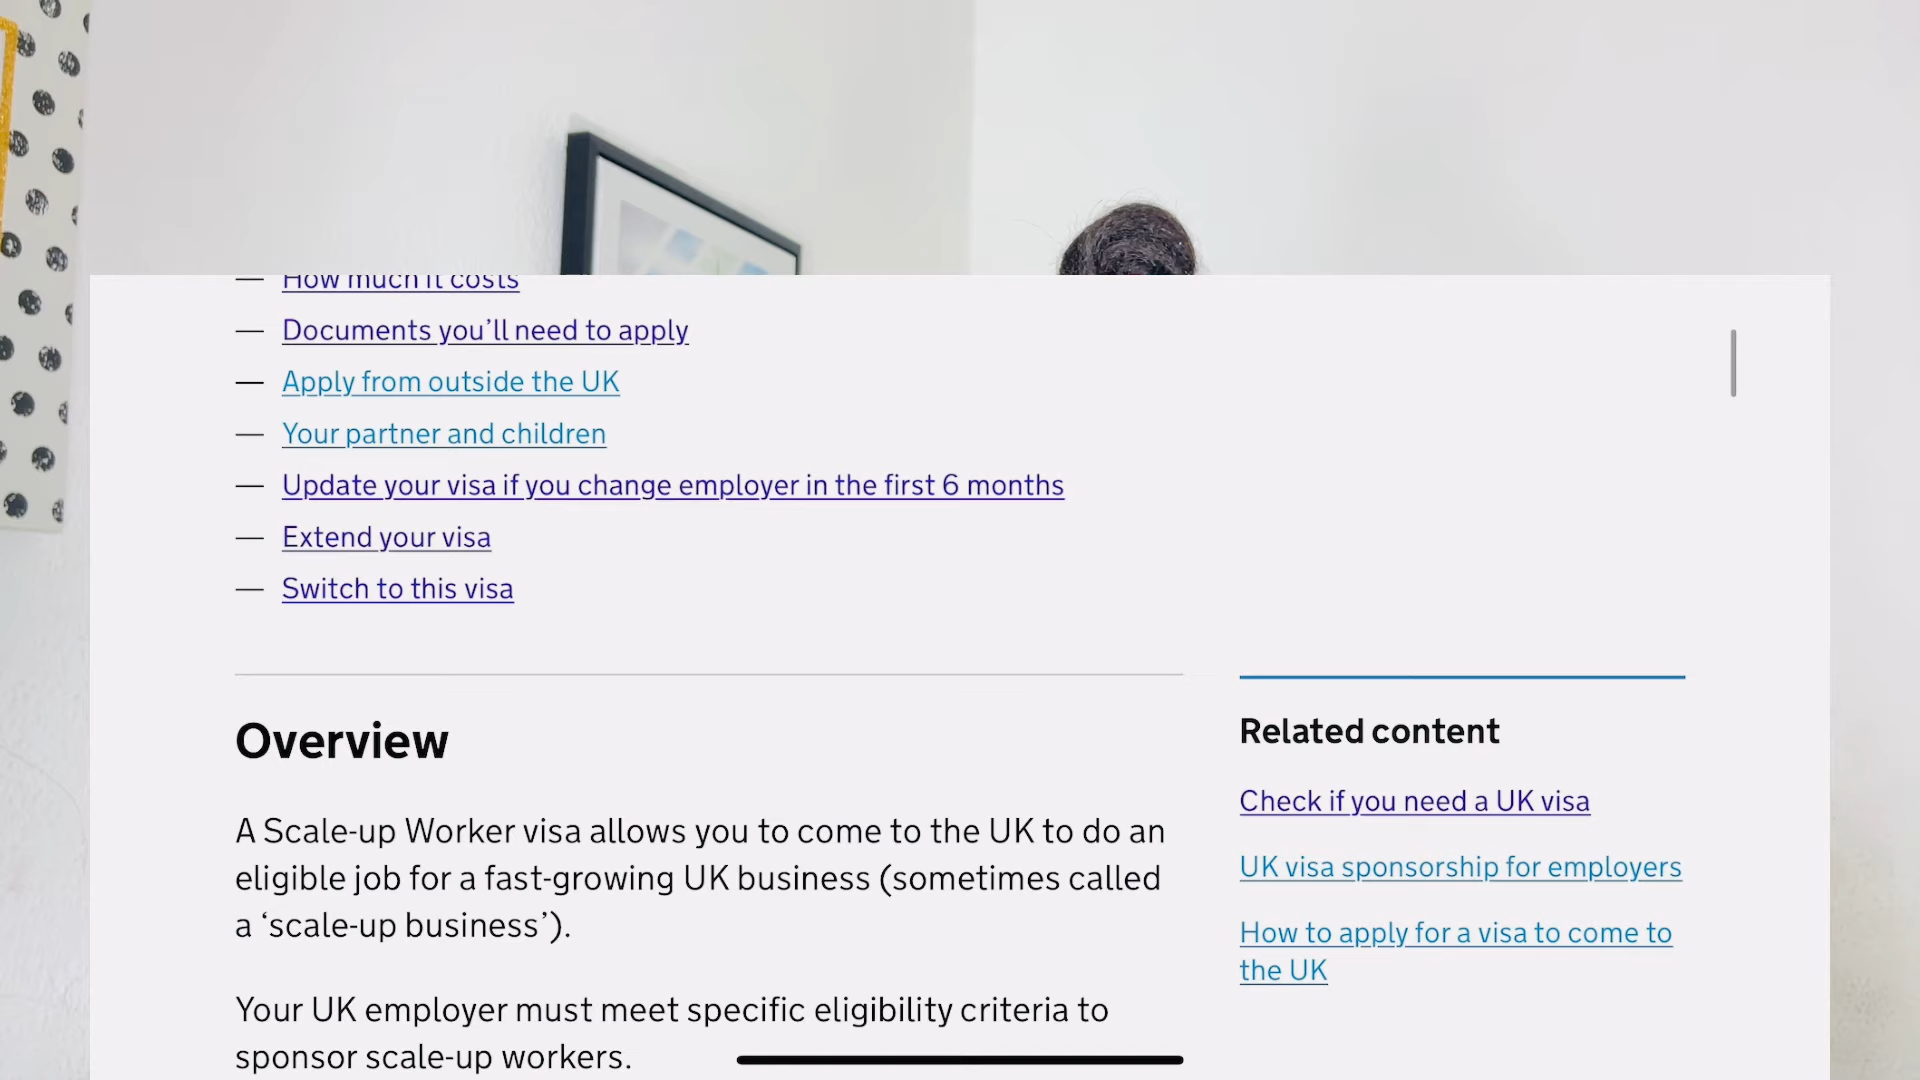 — How much it costs
— Documents you’ll need to apply
— Apply from outside the UK
— Your partner and children
— Update your visa if you change employer in the first 6 months
— Extend your visa
— Switch to this visa
Overview
A Scale-up Worker visa allows you to come to the UK to do an
eligible job for a fast-growing UK business (sometimes called
a ‘scale-up business’).
Your UK employer must meet specific eligibility criteria to
sponsor scale-up workers.
Related content
Check if you need a UK visa
UK visa sponsorship for employers
How to apply for a visa to come to
the UK